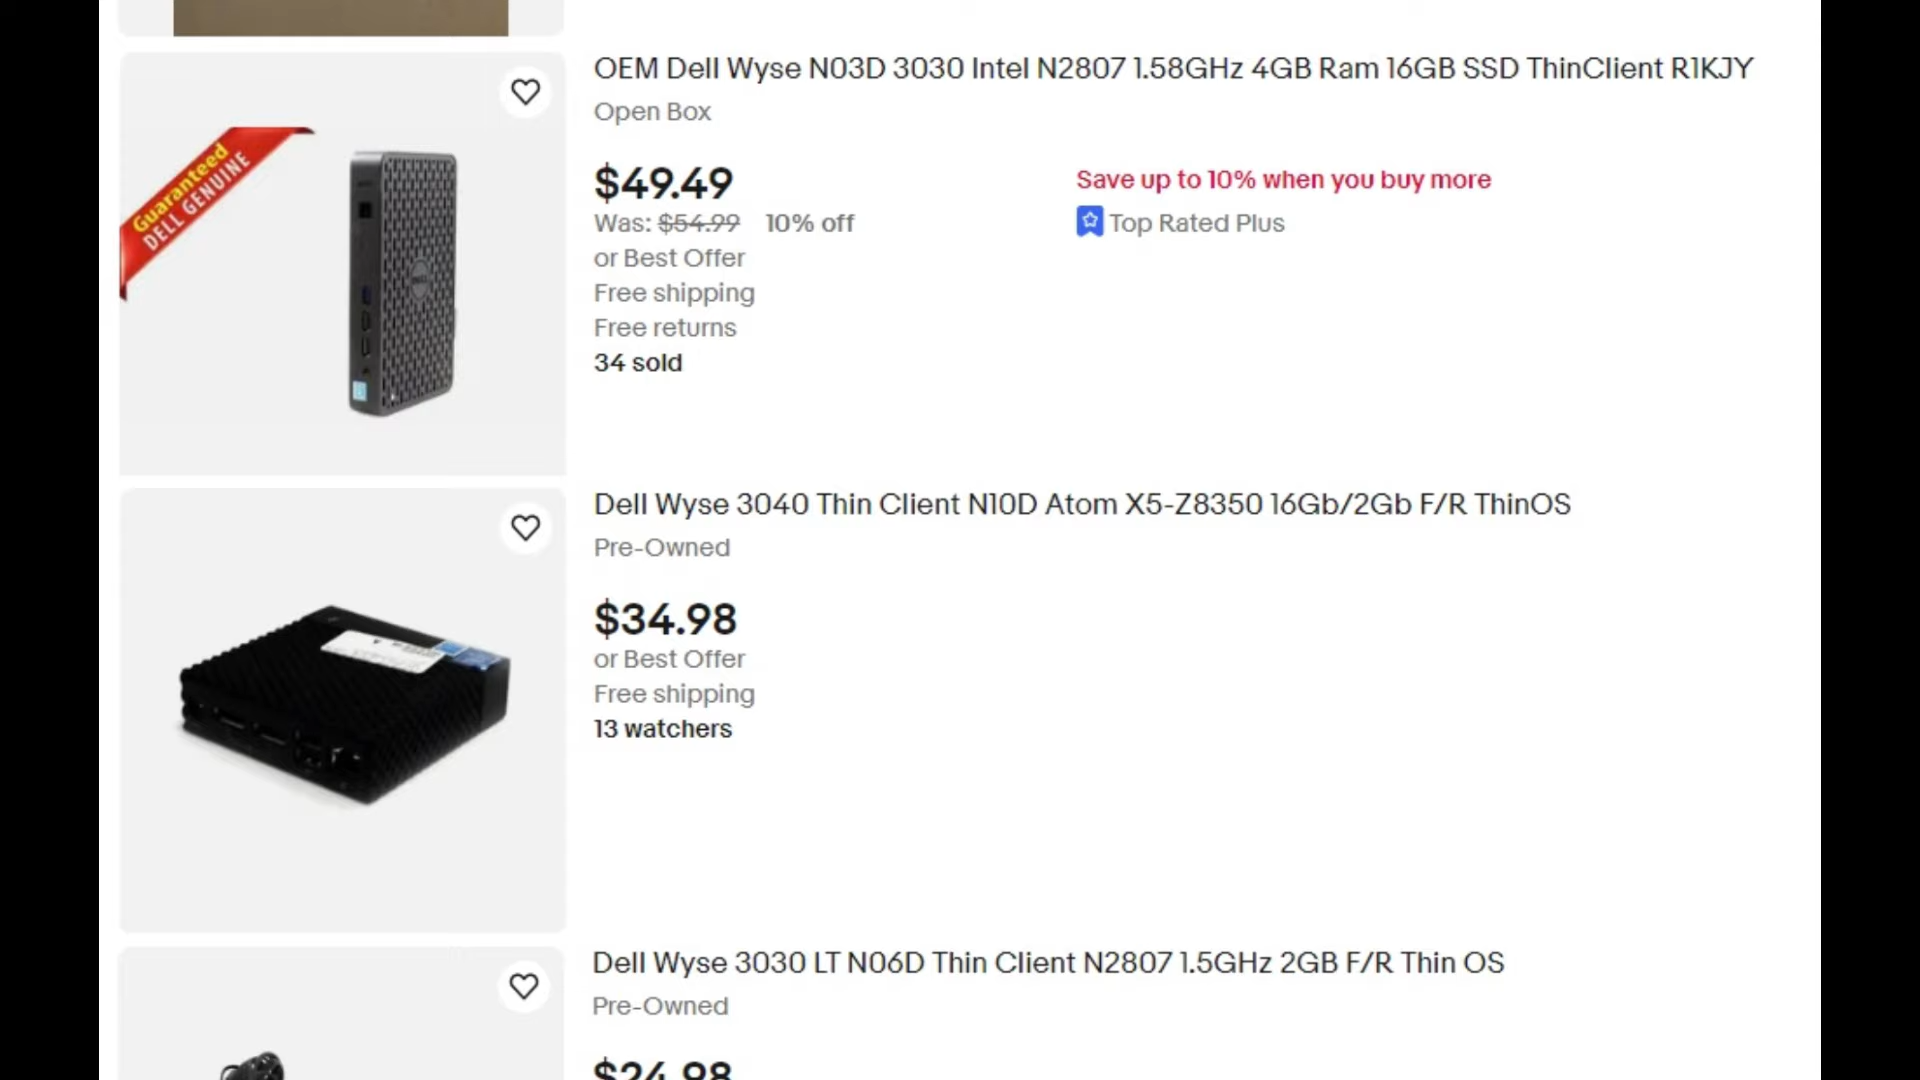 OEM Dell Wyse N03D 3030 Intel N2807 1.58GHz 4GB Ram 16GB SSD ThinClient R1KJY
Open Box
Guaranteed
DELL GENUINE
$49.49
Save up to 10% when you buy more
Was: $54.99 10% off
Top Rated Plus
or Best Offer
Free shipping
Free returns
34 sold
Dell Wyse 3040 Thin Client N10D Atom X5-Z8350 16Gb/2Gb F/R ThinOS
Pre-Owned
$34.98
or Best Offer
Free shipping
13 watchers
Dell Wyse 3030 LT N06D Thin Client N2807 1.5GHz 2GB F/R Thin OS
Pre-Owned
$24.98